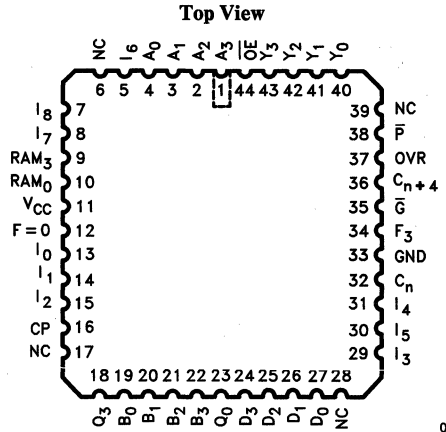 Top View
NC I6 A0 A1 A2 A3 O̅E̅ Y3 Y2 Y1 Y0
6 5 4 3 2 1 44 43 42 41 40
I8 7 39 NC
I7 8 38 P̅
RAM3 9 37 OVR
RAM0 10 36 Cn+4
VCC 11 35 G̅
F=0 12 34 F3
I0 13 33 GND
I1 14 32 Cn
I2 15 31 I4
CP 16 30 I5
NC 17 29 I3
18 19 20 21 22 23 24 25 26 27 28
Q3 B0 B1 B2 B3 Q0 D3 D2 D1 D0 NC